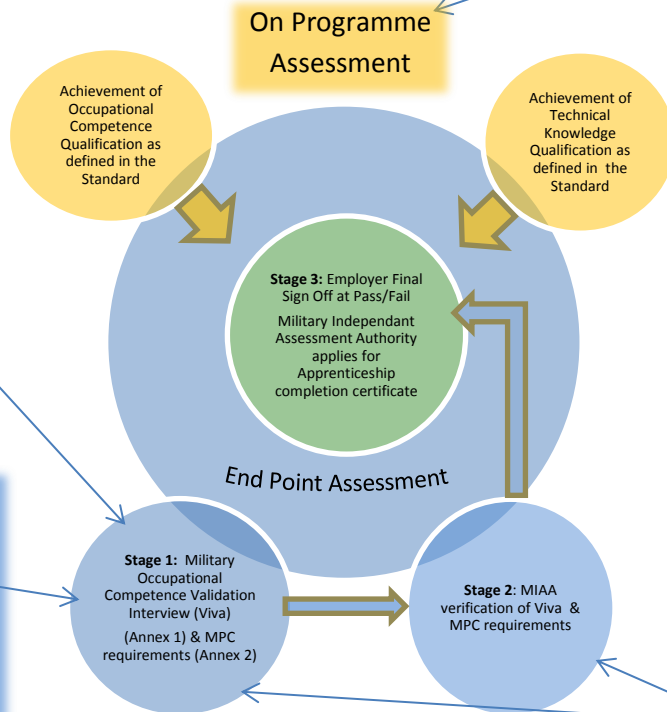 On Programme
Assessment
Achievement of
Occupational
Competence
Qualification as
defined in the
Standard
Achievement of
Technical
Knowledge
Qualification as
defined in the
Standard
Stage 3: Employer Final
Sign Off at Pass/Fail
Military Independant
Assessment Authority
applies for
Apprenticeship
completion certificate
End Point Assessment
Stage 1: Military
Occupational
Competence Validation
Interview (Viva)
(Annex 1) & MPC
requirements (Annex 2)
Stage 2: MIAA
verification of Viva &
MPC requirements